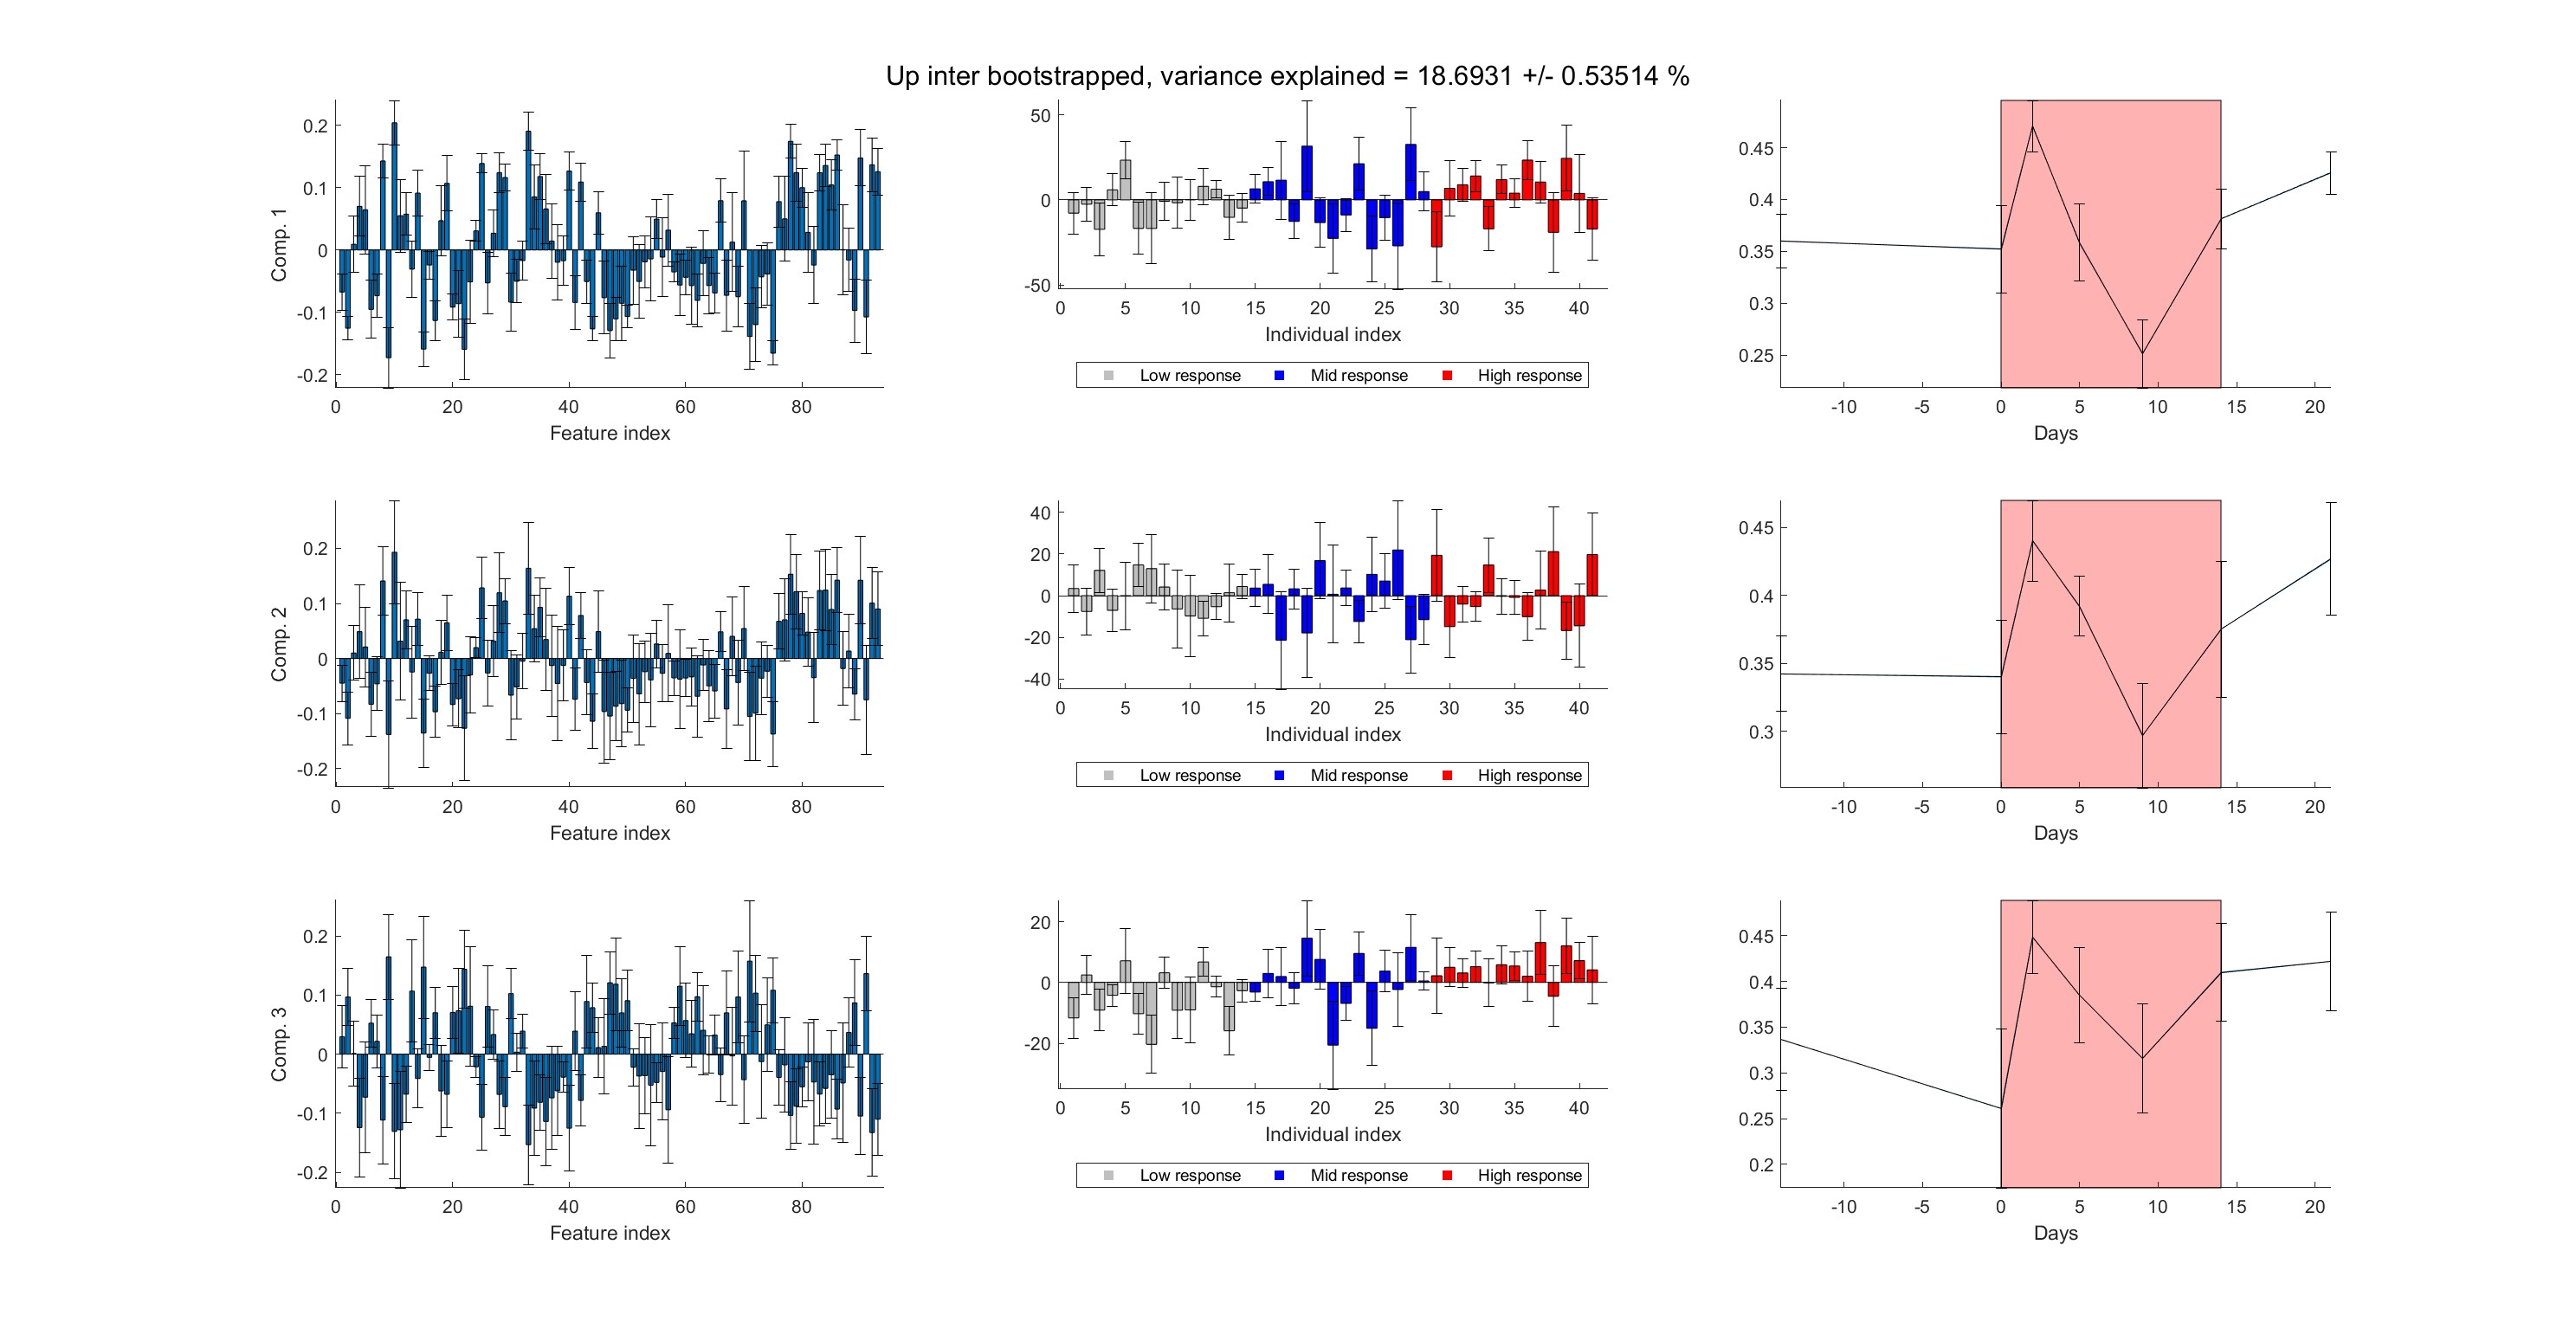 Up inter bootstrapped, variance explained = 18.6931 +/- 0.53514 %
Comp. 1
0.2
0.1
0
-0.1
-0.2
0 20 40 60 80
Feature index
50
0
-50
0 5 10 15 20 25 30 35 40
Individual index
Low response Mid response High response
0.45
0.4
0.35
0.3
0.25
-10 -5 0 5 10 15 20
Days
Comp. 2
0.2
0.1
0
-0.1
-0.2
0 20 40 60 80
Feature index
40
20
0
-20
-40
0 5 10 15 20 25 30 35 40
Individual index
Low response Mid response High response
0.45
0.4
0.35
0.3
-10 -5 0 5 10 15 20
Days
Comp. 3
0.2
0.1
0
-0.1
-0.2
0 20 40 60 80
Feature index
20
0
-20
0 5 10 15 20 25 30 35 40
Individual index
Low response Mid response High response
0.45
0.4
0.35
0.3
0.25
0.2
-10 -5 0 5 10 15 20
Days